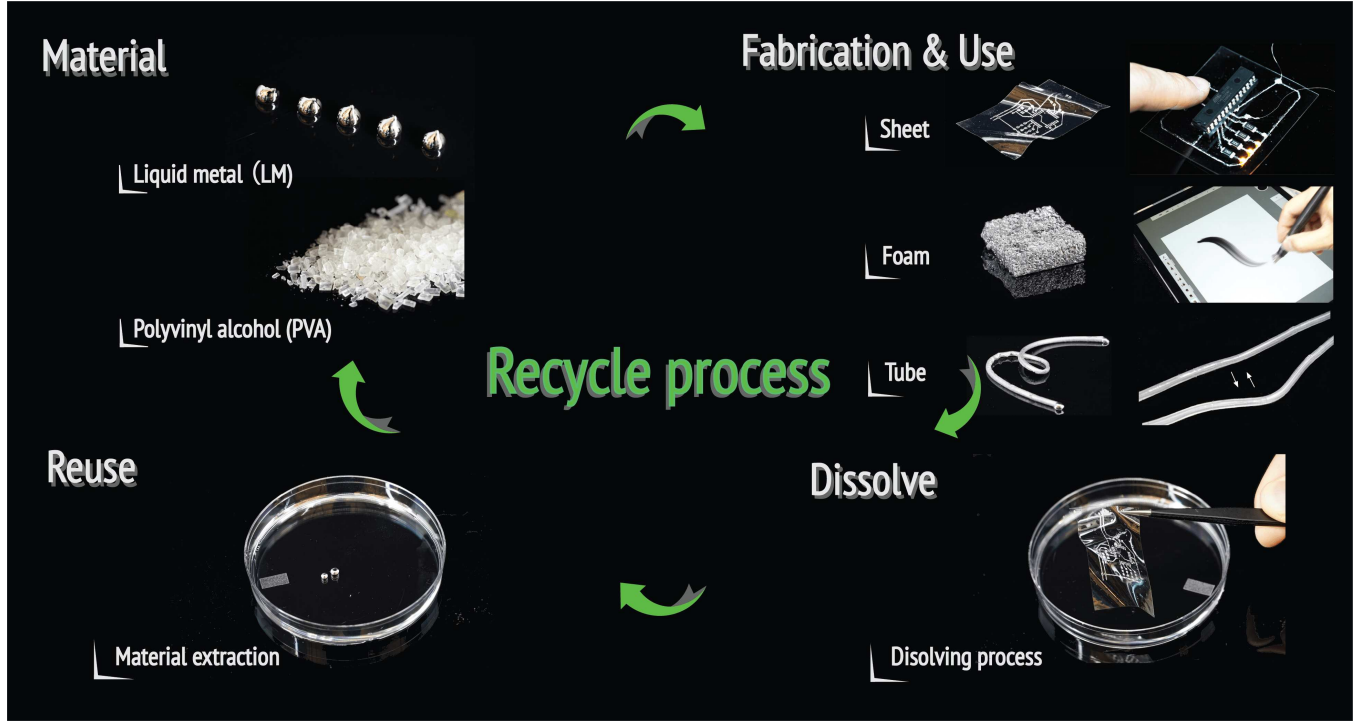 Material
Liquid metal（LM)
Polyvinyl alcohol (PVA)
Fabrication & Use
Sheet
Foam
Tube
Recycle process
Reuse
Material extraction
Dissolve
Disolving process